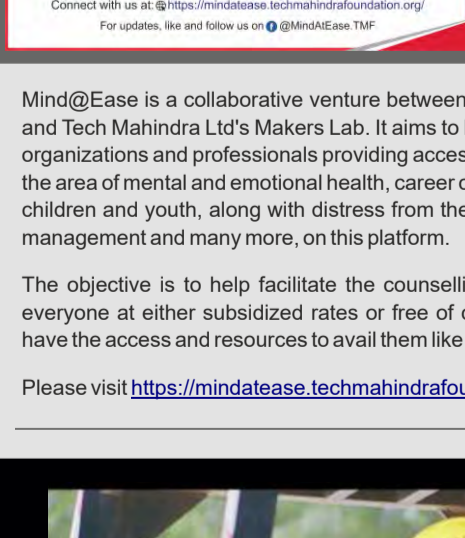 Connect with us at: https://mindatease.techmahindrafoundation.org/
For updates, like and follow us on @MindAtEase.TMF
Mind@Ease is a collaborative venture between
and Tech Mahindra Ltd's Makers Lab. It aims to
organizations and professionals providing acces
the area of mental and emotional health, career
children and youth, along with distress from the
management and many more, on this platform.
The objective is to help facilitate the counselli
everyone at either subsidized rates or free of
have the access and resources to avail them like
Please visit https://mindatease.techmahindrafou